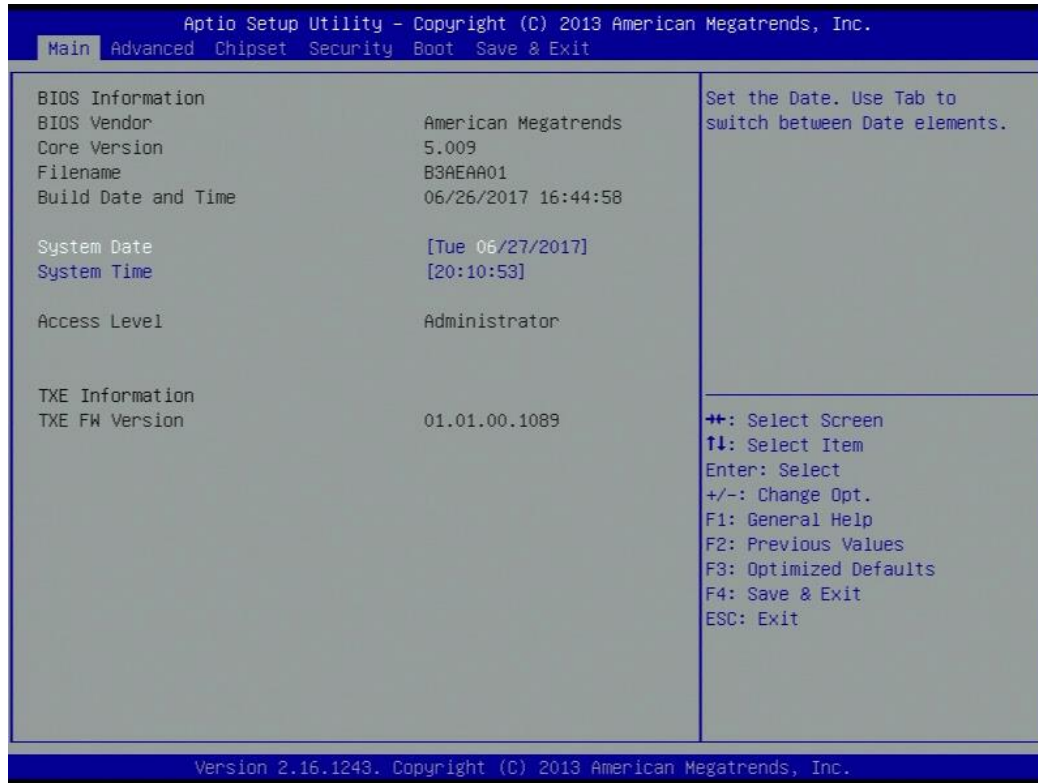 Aptio Setup Utility – Copyright (C) 2013 American Megatrends, Inc.
Main Advanced Chipset Security Boot Save & Exit
BIOS Information
BIOS Vendor American Megatrends
Core Version 5.009
Filename B3AEAA01
Build Date and Time 06/26/2017 16:44:58
System Date [Tue 06/27/2017]
System Time [20:10:53]
Access Level Administrator
TXE Information
TXE FW Version 01.01.00.1089
Set the Date. Use Tab to
switch between Date elements.
→←: Select Screen
↑↓: Select Item
Enter: Select
+/-: Change Opt.
F1: General Help
F2: Previous Values
F3: Optimized Defaults
F4: Save & Exit
ESC: Exit
Version 2.16.1243. Copyright (C) 2013 American Megatrends, Inc.